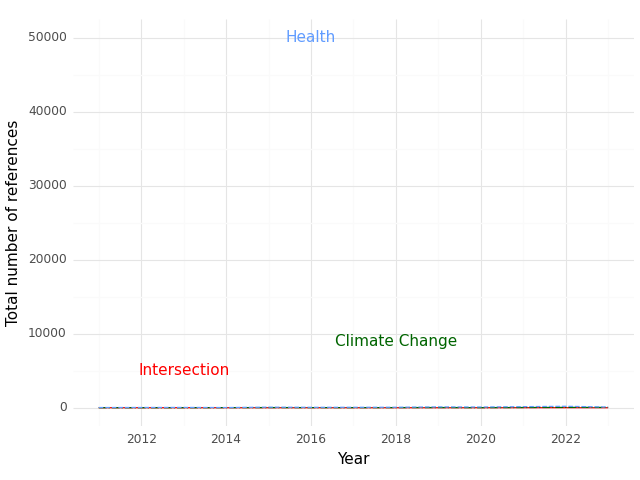 Health
Climate Change
Intersection
50000
40000
30000
20000
10000
0
2012
2014
2016
2018
2020
2022
Year
Total number of references